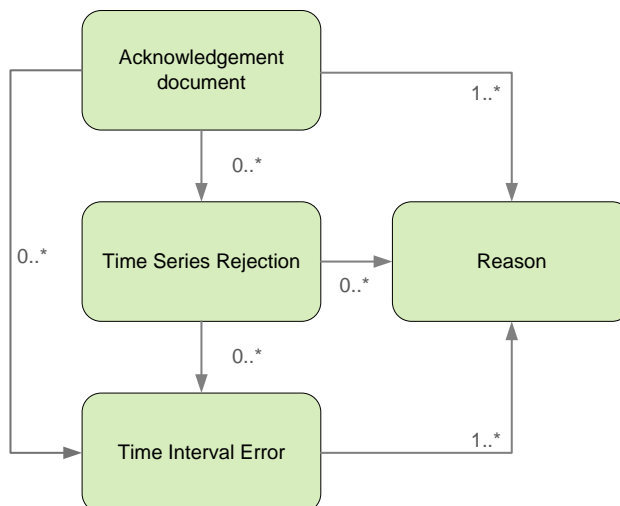 Acknowledgement
document
1..*
0..*
Time Series Rejection
0..*
0..*
Reason
0..*
Time Interval Error
1..*